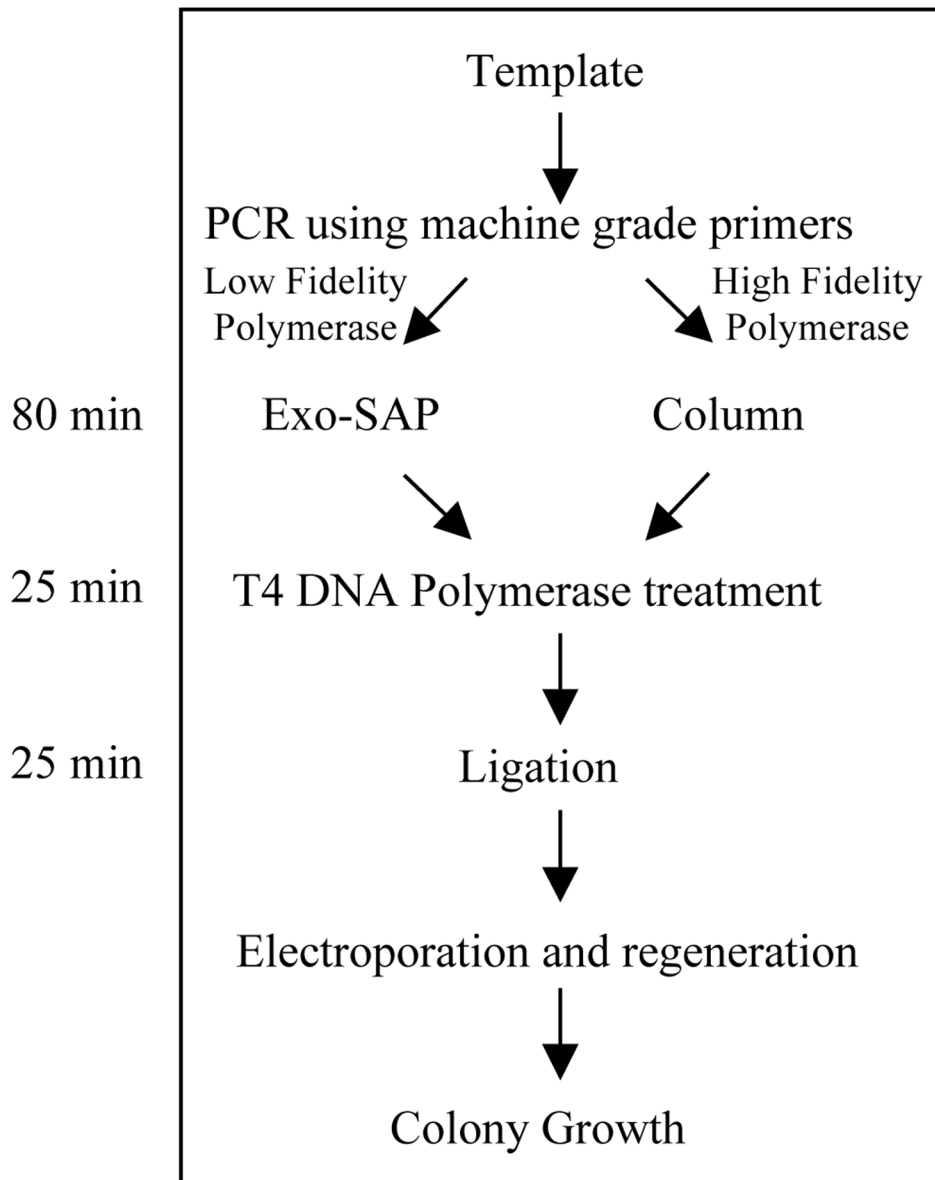 Template
PCR using machine grade primers
Low Fidelity
Polymerase
High Fidelity
Polymerase
80 min
Exo-SAP
Column
25 min
T4 DNA Polymerase treatment
25 min
Ligation
Electroporation and regeneration
Colony Growth